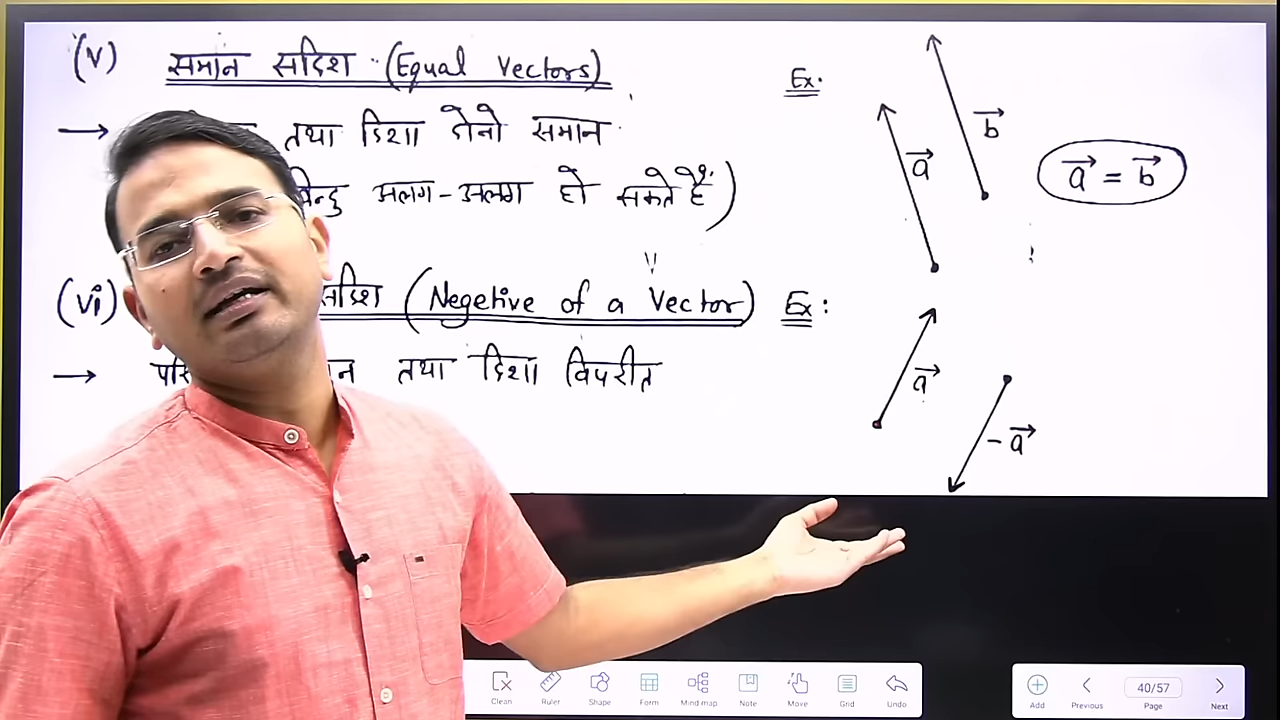 (v) समान सदिश (Equal Vectors)
→ तथा दिशा दोनो समान
बिन्दु अलग-अलग हो सकते है)
Ex.
a⃗
b⃗
a⃗ = b⃗
(vi) सदिश (Negetive of a Vector)
→ तथा दिशा विपरीत
Ex:
a⃗
-a⃗
Clean Ruler Shape Form Mind map Note Move Grid Undo
Add Previous 40/57 Page Next